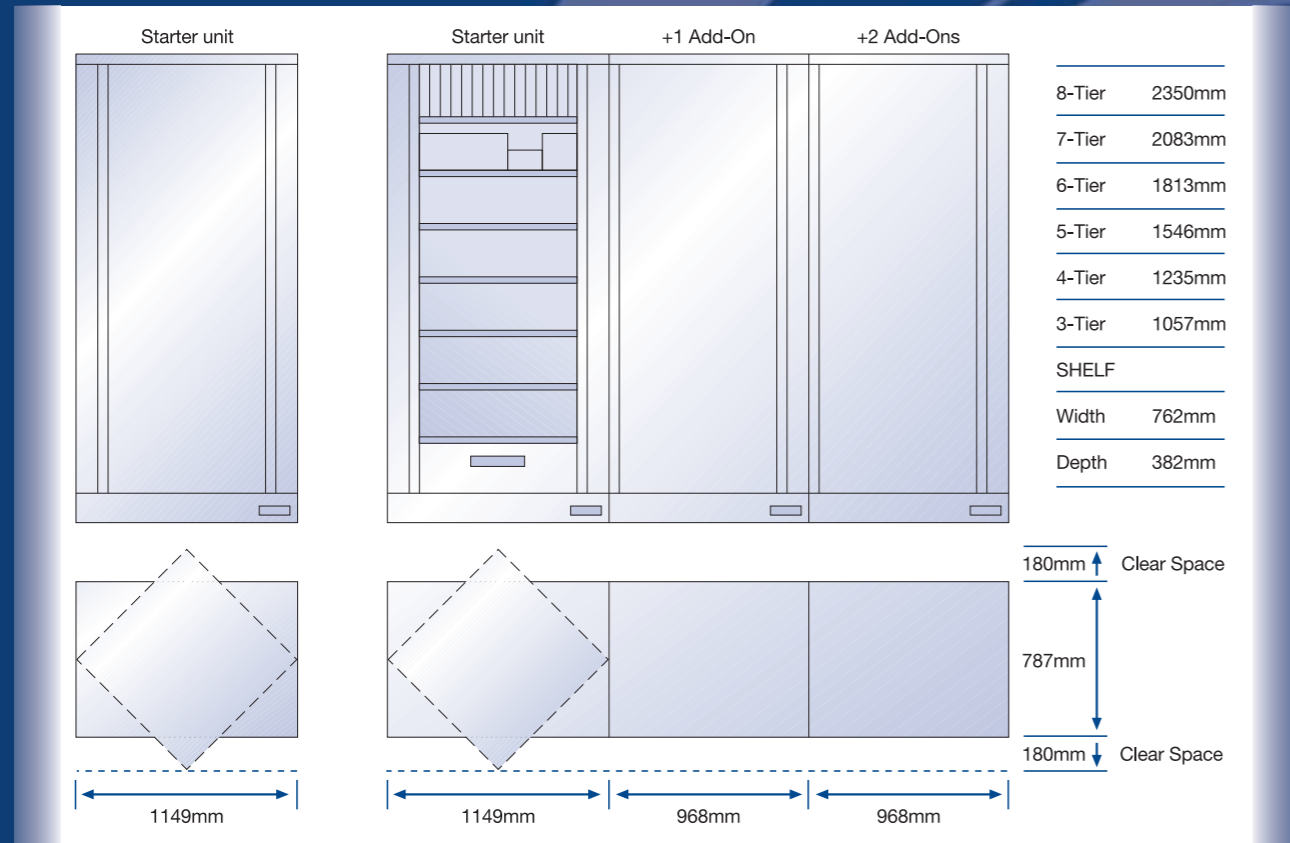 Starter unit
Starter unit
+1 Add-On
+2 Add-Ons
8-Tier 2350mm
7-Tier 2083mm
6-Tier 1813mm
5-Tier 1546mm
4-Tier 1235mm
3-Tier 1057mm
SHELF
Width 762mm
Depth 382mm
180mm Clear Space
787mm
180mm Clear Space
1149mm
1149mm
968mm
968mm